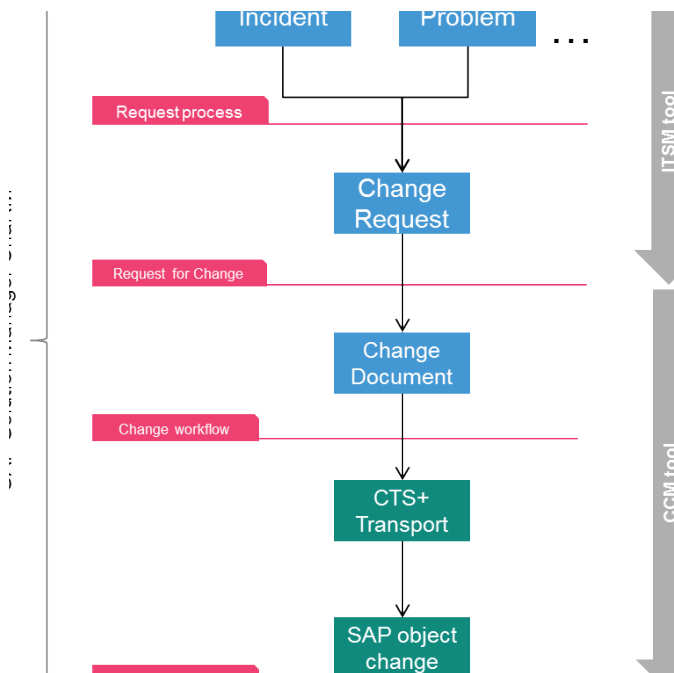 Incident
Problem
...
Request process
Change
Request
Request for Change
Change
Document
Change workflow
CTS+
Transport
SAP object
change
ITSM tool
CCM tool